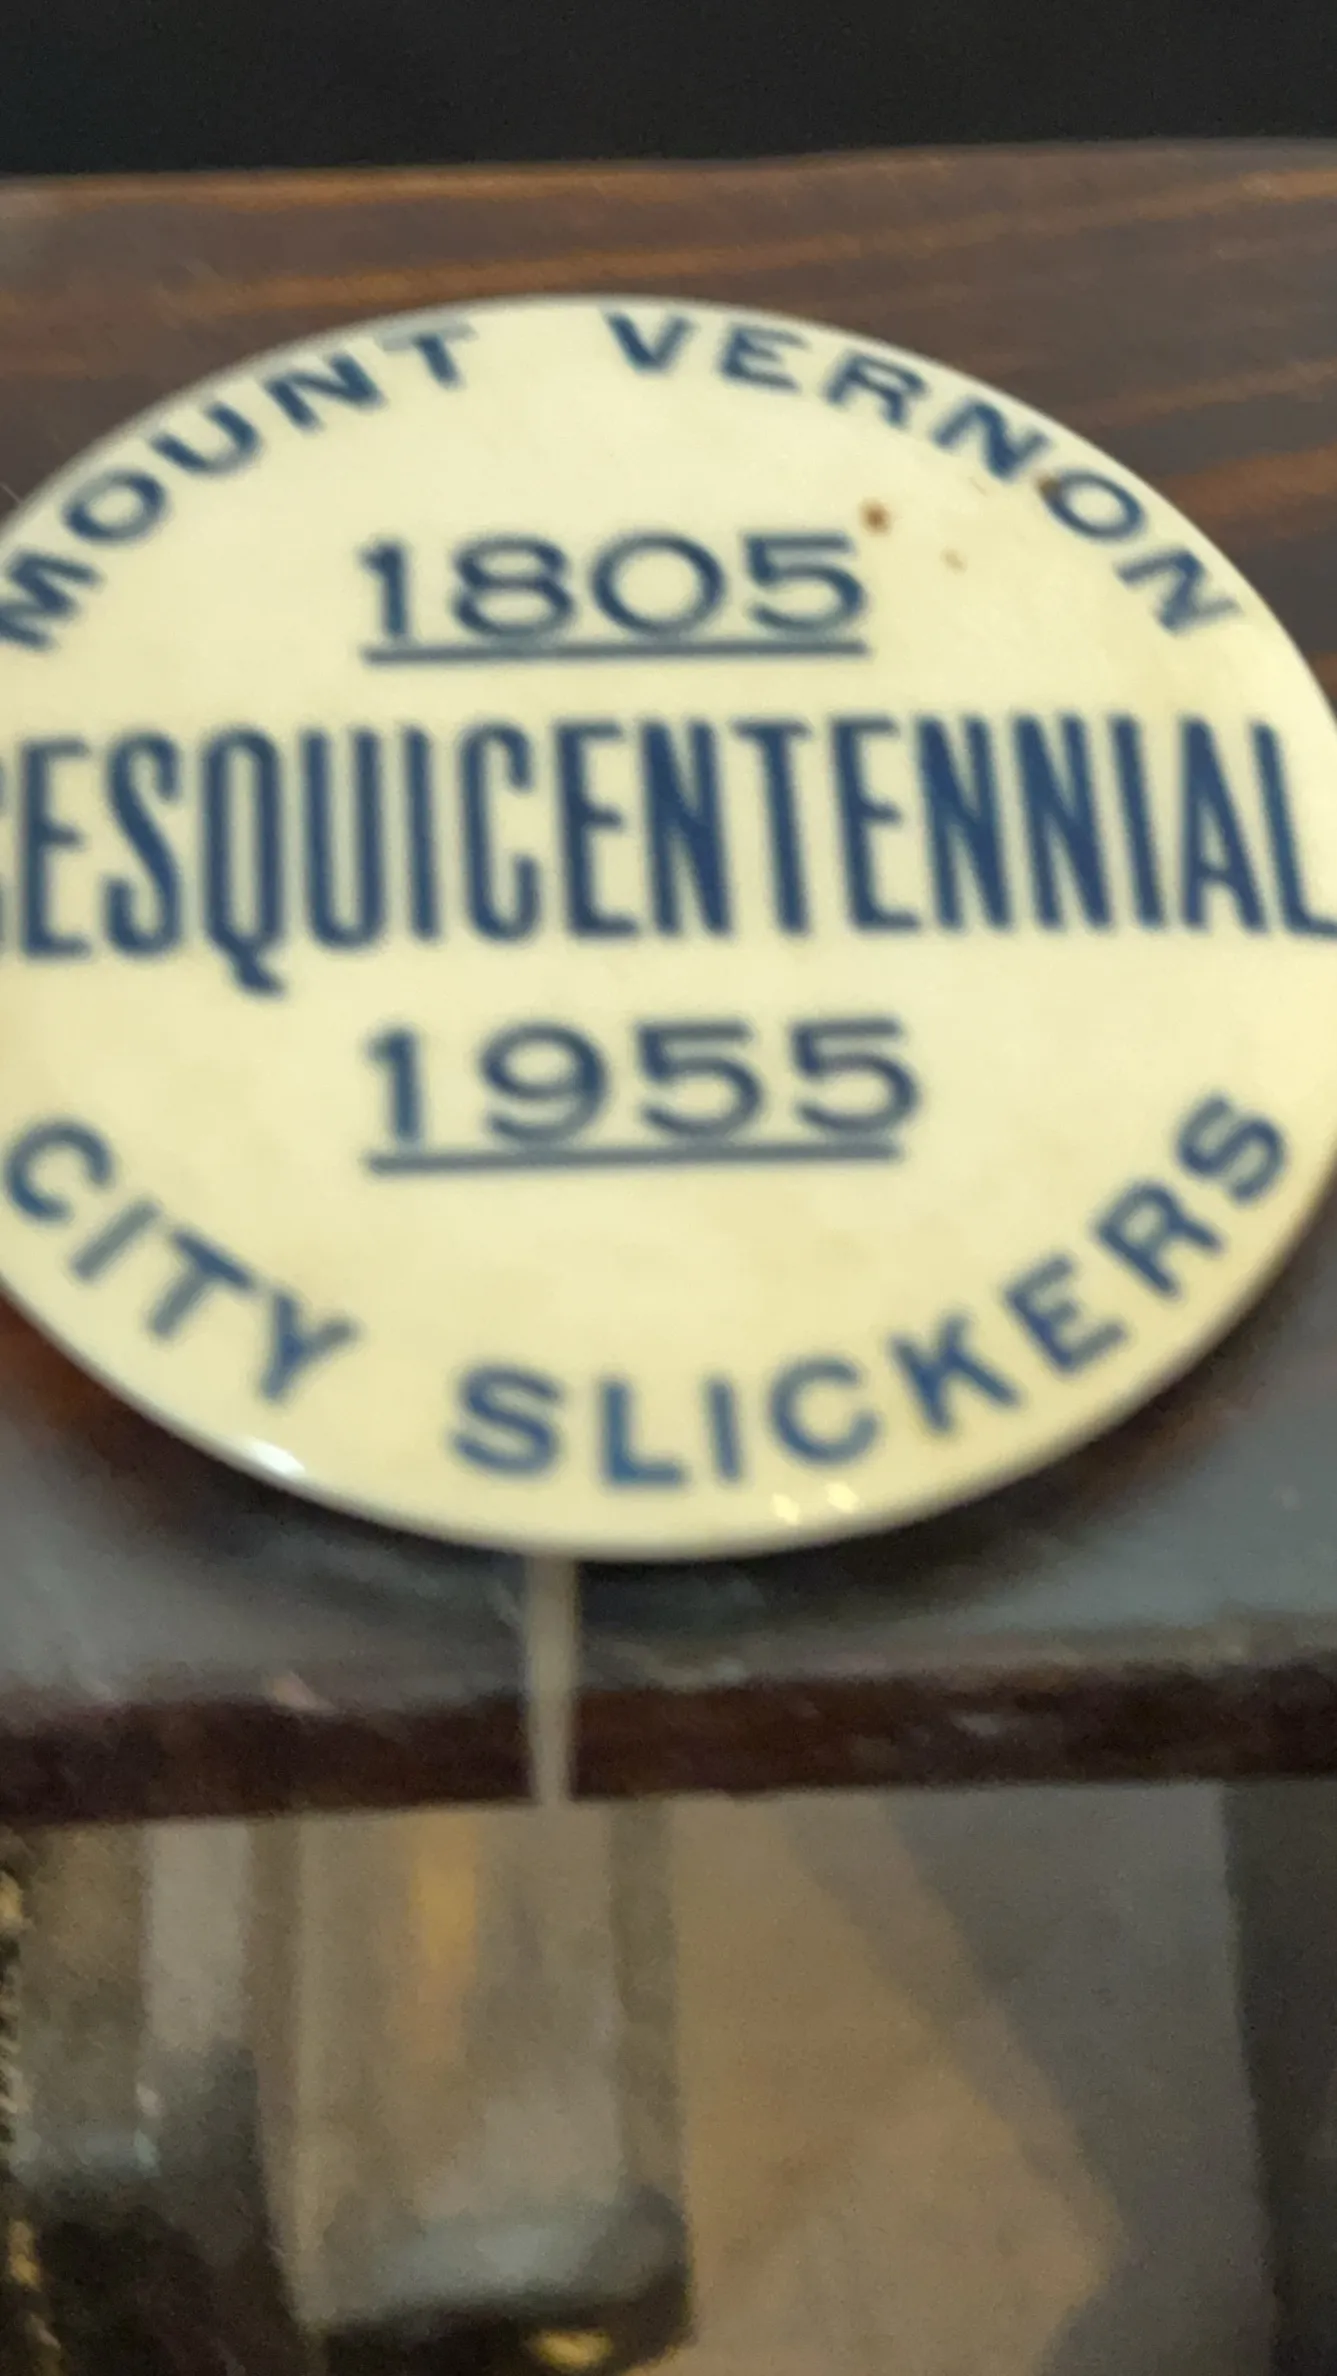 MOUNT VERNON
1805
SESQUICENTENNIAL
1955
CITY SLICKERS